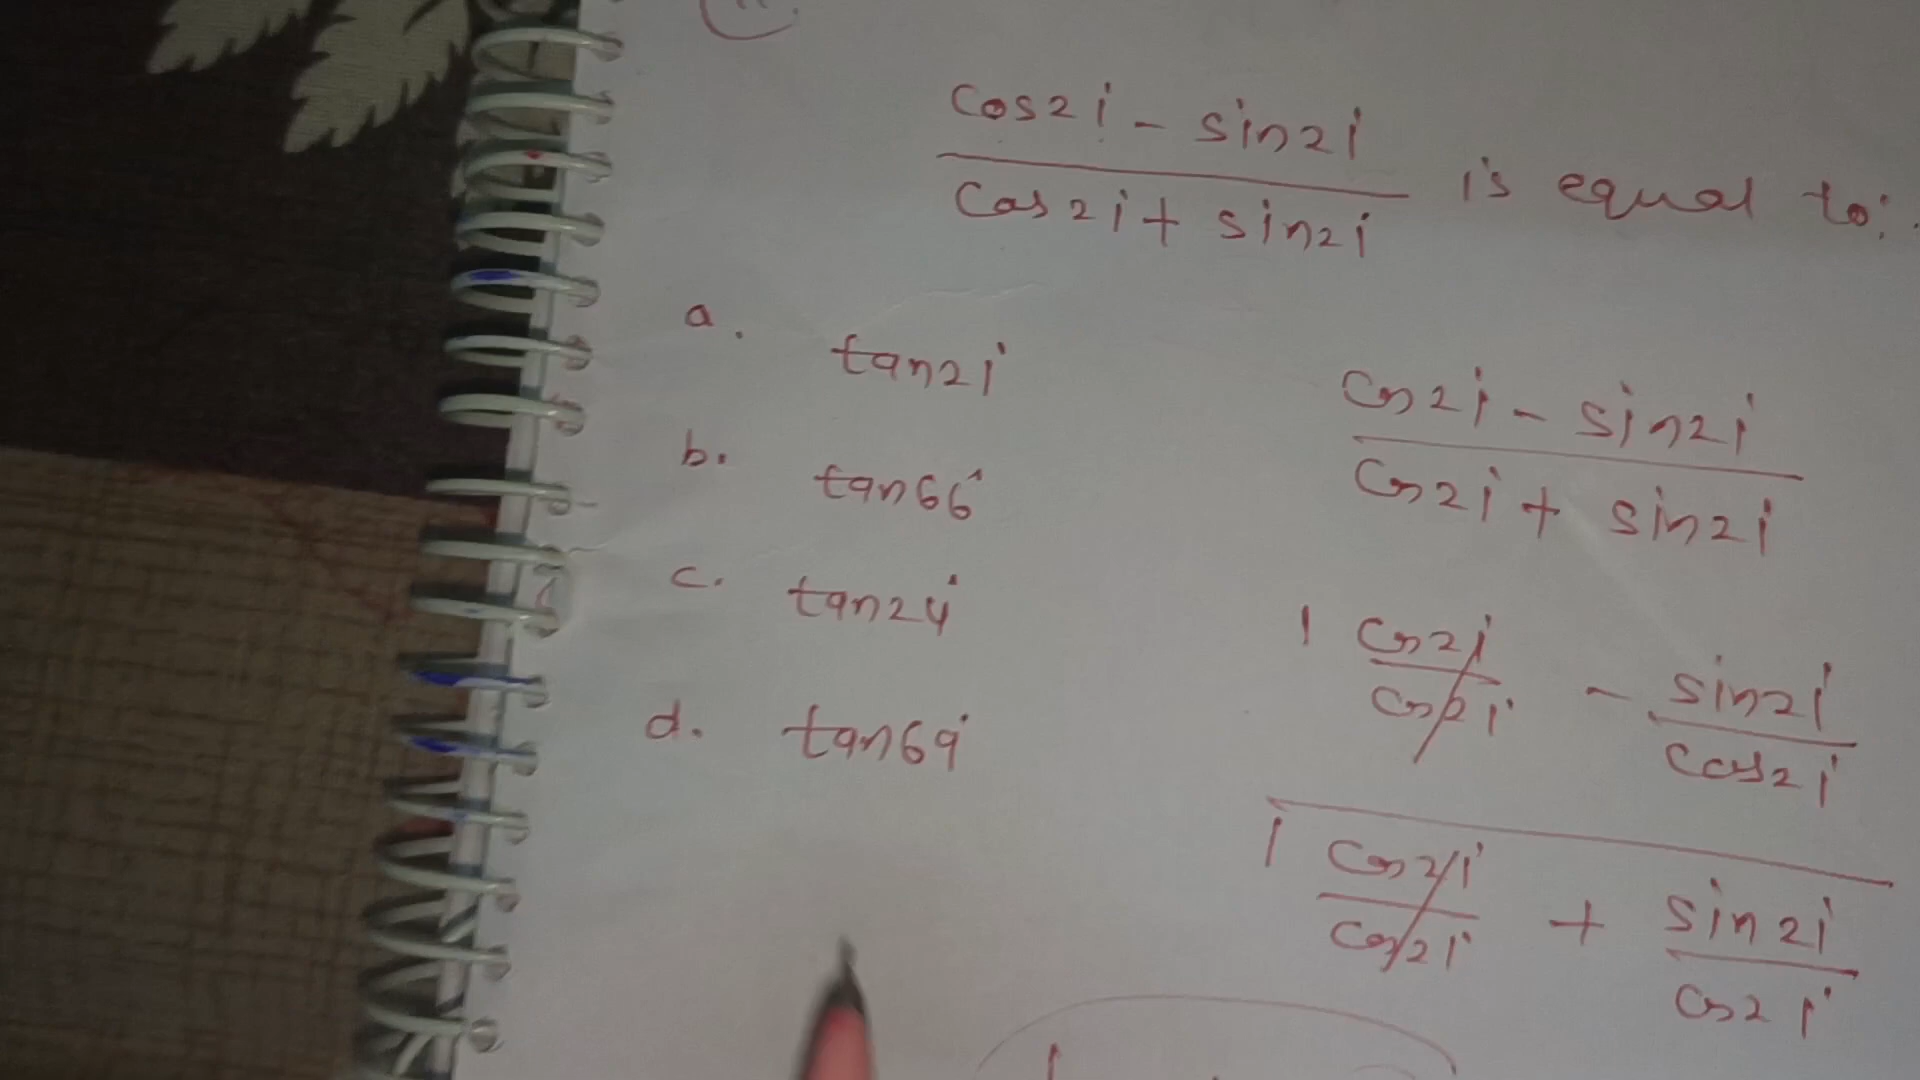 cos21° - sin21°
cos21° + sin21° is equal to:
a. tan21°
b. tan66°
c. tan24°
d. tan69°
cos21° - sin21°
cos21° + sin21°
1 cos21° - sin21°
cos21° cos21°
1 cos21° + sin21°
cos21° cos21°